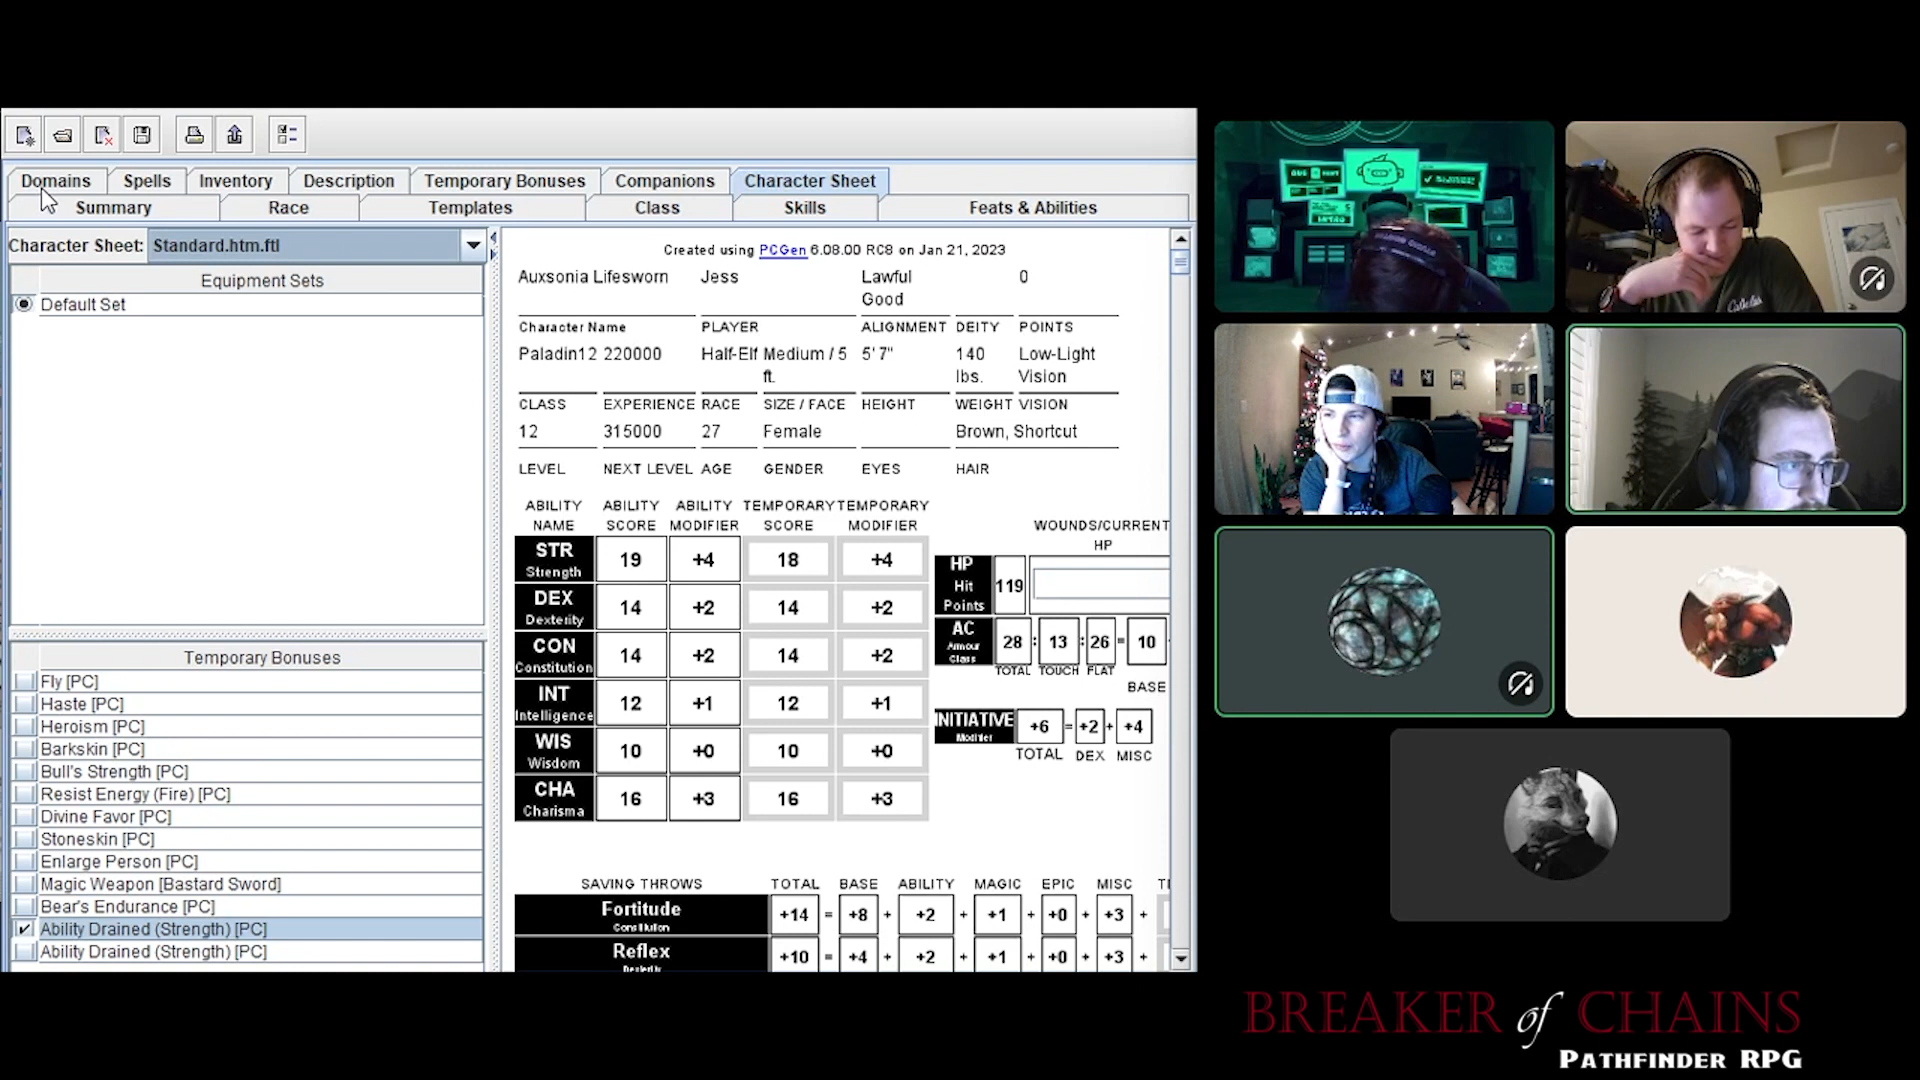 Domains Spells Inventory Description Temporary Bonuses Companions Character Sheet
Summary Race Templates Class Skills Feats & Abilities
Character Sheet: Standard.htm.ftl
Equipment Sets
Default Set
Temporary Bonuses
Fly [PC]
Haste [PC]
Heroism [PC]
Barkskin [PC]
Bull's Strength [PC]
Resist Energy (Fire) [PC]
Divine Favor [PC]
Stoneskin [PC]
Enlarge Person [PC]
Magic Weapon [Bastard Sword]
Bear's Endurance [PC]
Ability Drained (Strength) [PC]
Ability Drained (Strength) [PC]
Created using PCGen 6.08.00 RC8 on Jan 21, 2023
Auxsonia Lifesworn Jess Lawful 0
Good
Character Name PLAYER ALIGNMENT DEITY POINTS
Paladin12 220000 Half-Elf Medium / 5 5' 7" 140 Low-Light
ft. lbs. Vision
CLASS EXPERIENCE RACE SIZE / FACE HEIGHT WEIGHT VISION
12 315000 27 Female Brown, Shortcut
LEVEL NEXT LEVEL AGE GENDER EYES HAIR
ABILITY ABILITY ABILITY TEMPORARY TEMPORARY
NAME SCORE MODIFIER SCORE MODIFIER
STR 19 +4 18 +4
Strength
DEX 14 +2 14 +2
Dexterity
CON 14 +2 14 +2
Constitution
INT 12 +1 12 +1
Intelligence
WIS 10 +0 10 +0
Wisdom
CHA 16 +3 16 +3
Charisma
WOUNDS/CURRENT
HP
HP
Hit 119
Points
AC 28 : 13 : 26 = 10
Armour
Class
TOTAL TOUCH FLAT
BASE
INITIATIVE +6 = +2 + +4
Modifier
TOTAL DEX MISC
SAVING THROWS TOTAL BASE ABILITY MAGIC EPIC MISC
Fortitude +14 = +8 + +2 + +1 + +0 + +3 +
Constitution
Reflex +10 = +4 + +2 + +1 + +0 + +3 +
Dexterity
BREAKER of CHAINS
PATHFINDER RPG